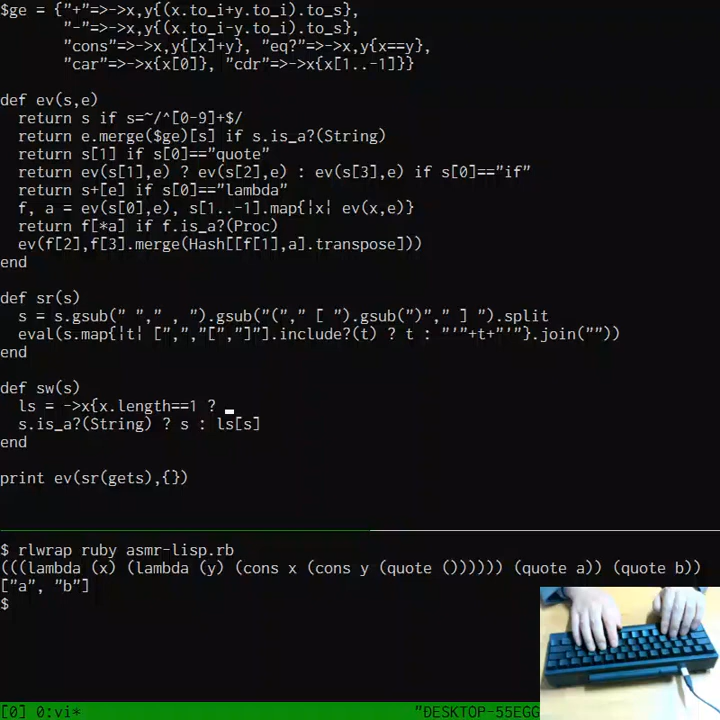 $ge = {"+"=>->x,y{(x.to_i+y.to_i).to_s},
"-"=>->x,y{(x.to_i-y.to_i).to_s},
"cons"=>->x,y{[x]+y}, "eq?"=>->x,y{x==y},
"car"=>->x{x[0]}, "cdr"=>->x{x[1..-1]}}
def ev(s,e)
return s if s=~/^[0-9]+$/
return e.merge($ge)[s] if s.is_a?(String)
return s[1] if s[0]=="quote"
return ev(s[1],e) ? ev(s[2],e) : ev(s[3],e) if s[0]=="if"
return s+[e] if s[0]=="lambda"
f, a = ev(s[0],e), s[1..-1].map{|x| ev(x,e)}
return f[*a] if f.is_a?(Proc)
ev(f[2],f[3].merge(Hash[[f[1],a].transpose]))
end
def sr(s)
s = s.gsub(" "," , ").gsub("("," [ ").gsub(")"," ] ").split
eval(s.map{|t| [",","[","]"].include?(t) ? t : "'"+t+"'"}.join(""))
end
def sw(s)
ls = ->x{x.length==1 ?
s.is_a?(String) ? s : ls[s]
end
print ev(sr(gets),{})
$ rlwrap ruby asmr-lisp.rb
(((lambda (x) (lambda (y) (cons x (cons y (quote ()))))) (quote a)) (quote b))
["a", "b"]
$
[0] 0:vi* "DESKTOP-55EGG